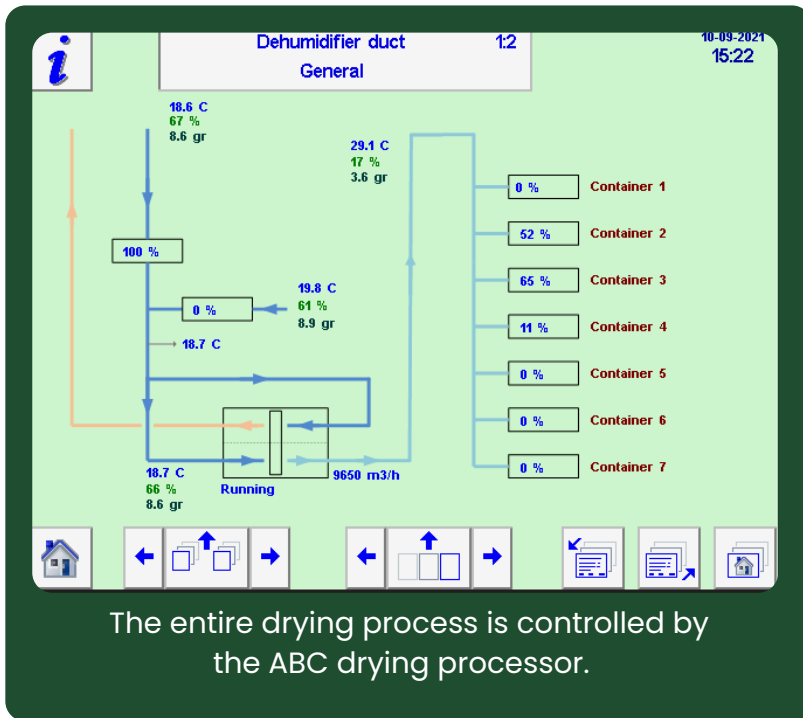 i
Dehumidifier duct 1:2
General
10-09-2021
15:22
18.6 C
67 %
8.6 gr
29.1 C
17 %
3.6 gr
0 % Container 1
52 % Container 2
65 % Container 3
11 % Container 4
0 % Container 5
0 % Container 6
0 % Container 7
100 %
19.8 C
61 %
8.9 gr
0 %
18.7 C
18.7 C
66 %
8.6 gr
Running
9650 m3/h
The entire drying process is controlled by
the ABC drying processor.